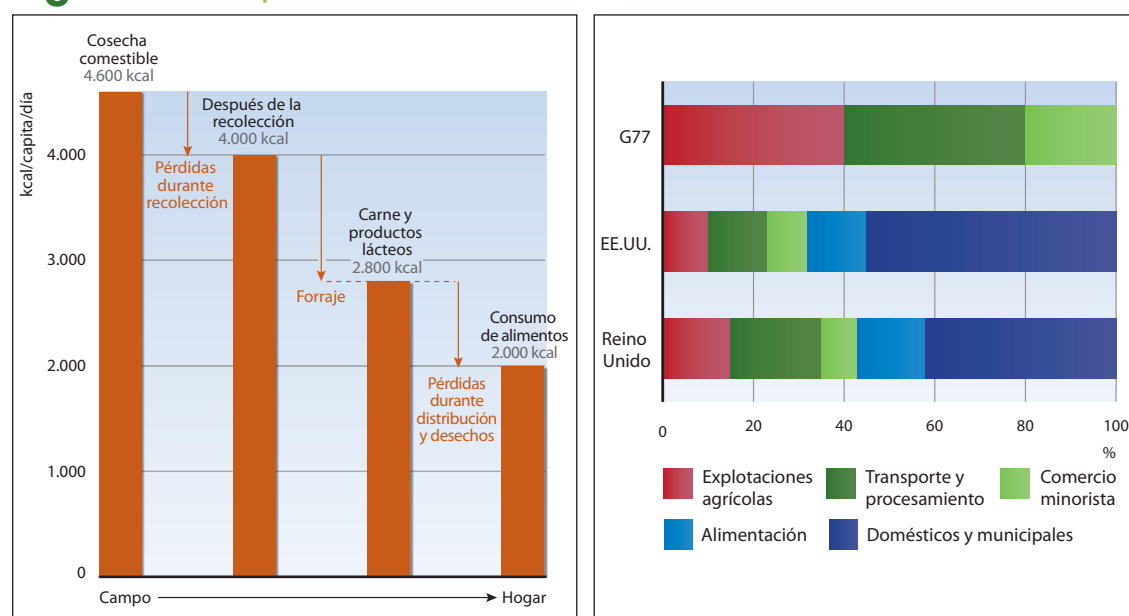 Cosecha
comestible
4.600 kcal
kcal/capita/día
Después de la
recolección
4.000 kcal
4.000
Pérdidas
durante
recolección
Carne y
productos
lácteos
2.800 kcal
3.000
Forraje
Consumo
de alimentos
2.000 kcal
2.000
Pérdidas
durante
distribución
y desechos
1.000
0
Campo
Hogar
G77
EE.UU.
Reino
Unido
0 20 40 60 80 100
%
Explotaciones
agrícolas
Transporte y
procesamiento
Comercio
minorista
Alimentación
Domésticos y municipales